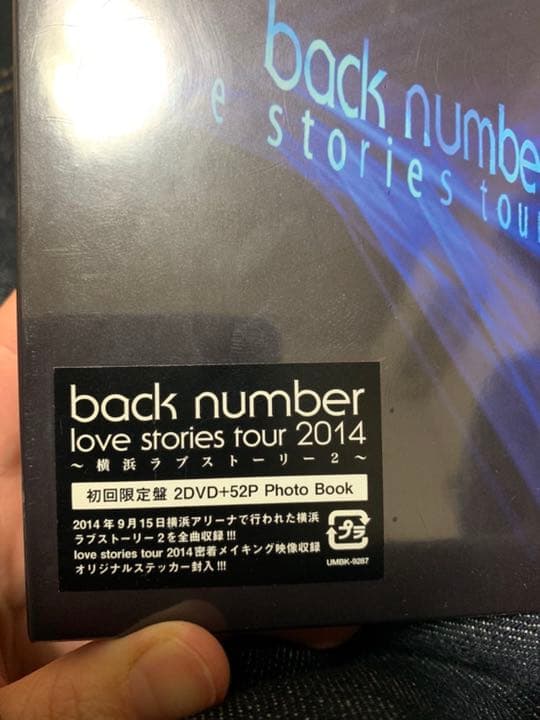 back number
love stories tour
back number
love stories tour 2014
～横浜ラブストーリー2～
初回限定盤 2DVD+52P Photo Book
2014年9月15日横浜アリーナで行われた横浜
ラブストーリー2を全曲収録!!!
love stories tour 2014密着メイキング映像収録
オリジナルステッカー封入!!!
プラ
UMBK-9287